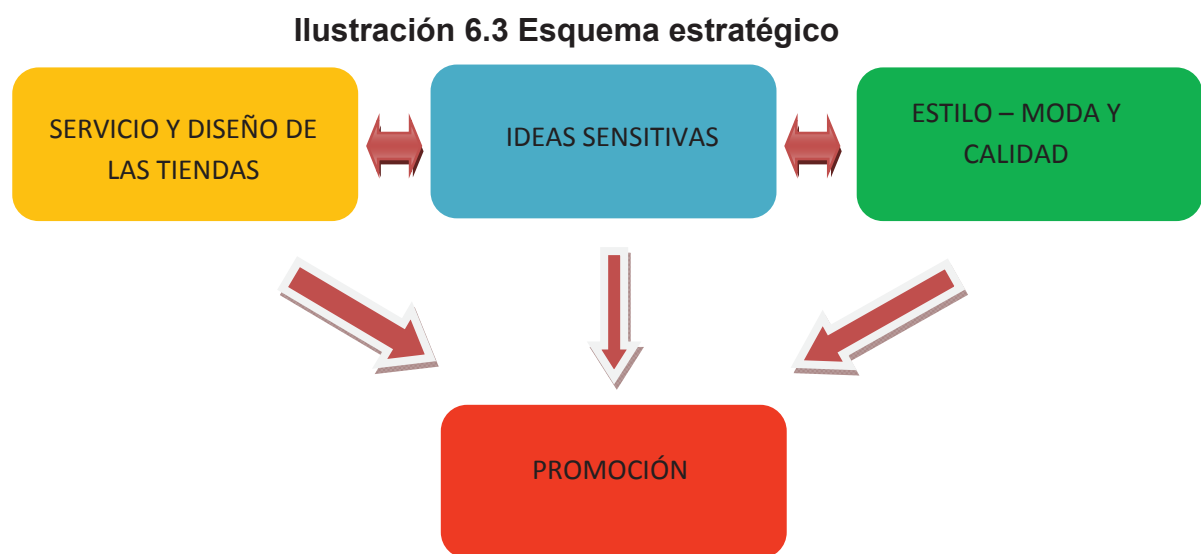 Ilustración 6.3 Esquema estratégico
SERVICIO Y DISEÑO DE
LAS TIENDAS
IDEAS SENSITIVAS
ESTILO – MODA Y
CALIDAD
PROMOCIÓN